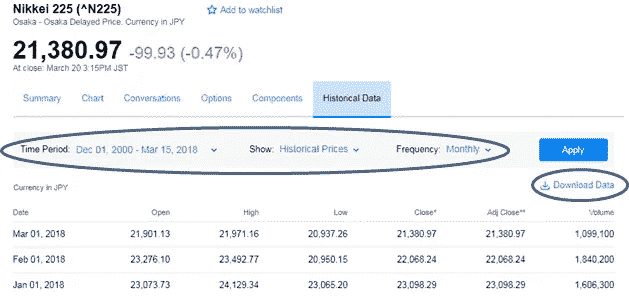 Nikkei 225 (^N225) Add to watchlist
Osaka - Osaka Delayed Price. Currency in JPY
21,380.97 -99.93 (-0.47%)
At close: March 20 3:15PM JST
Summary Chart Conversations Options Components Historical Data
Time Period: Dec 01, 2000 - Mar 15, 2018 Show: Historical Prices Frequency: Monthly Apply
Currency in JPY Download Data
Date Open High Low Close* Adj Close** Volume
Mar 01, 2018 21,901.13 21,971.16 20,937.26 21,380.97 21,380.97 1,099,100
Feb 01, 2018 23,276.10 23,492.77 20,950.15 22,068.24 22,068.24 1,840,200
Jan 01, 2018 23,073.73 24,129.34 23,065.20 23,098.29 23,098.29 1,606,300